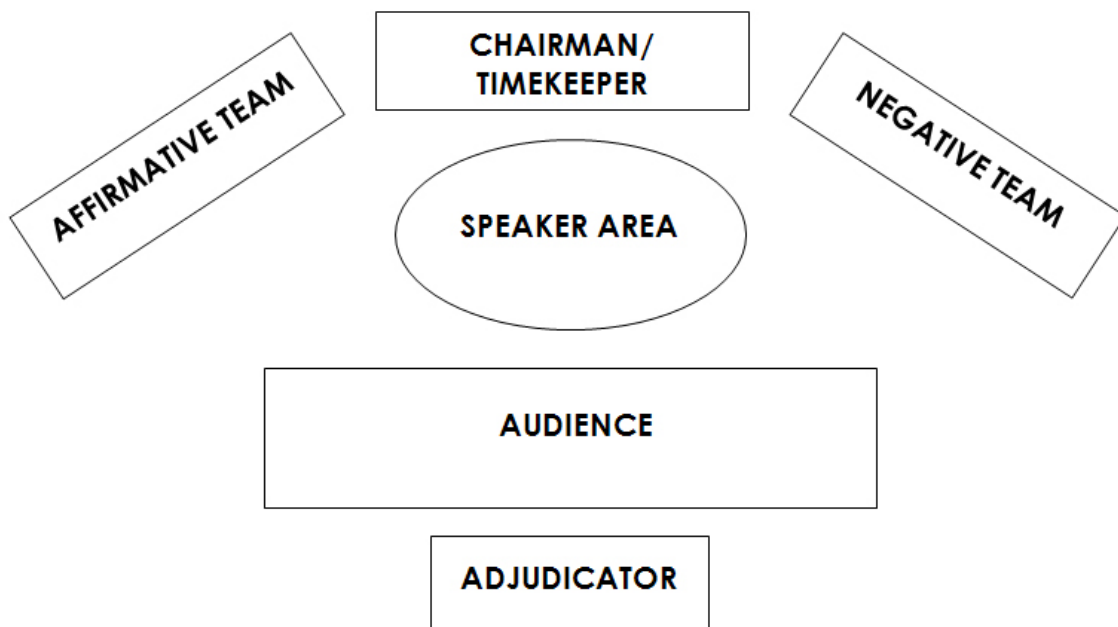 CHAIRMAN/
TIMEKEEPER
AFFIRMATIVE TEAM
NEGATIVE TEAM
SPEAKER AREA
AUDIENCE
ADJUDICATOR